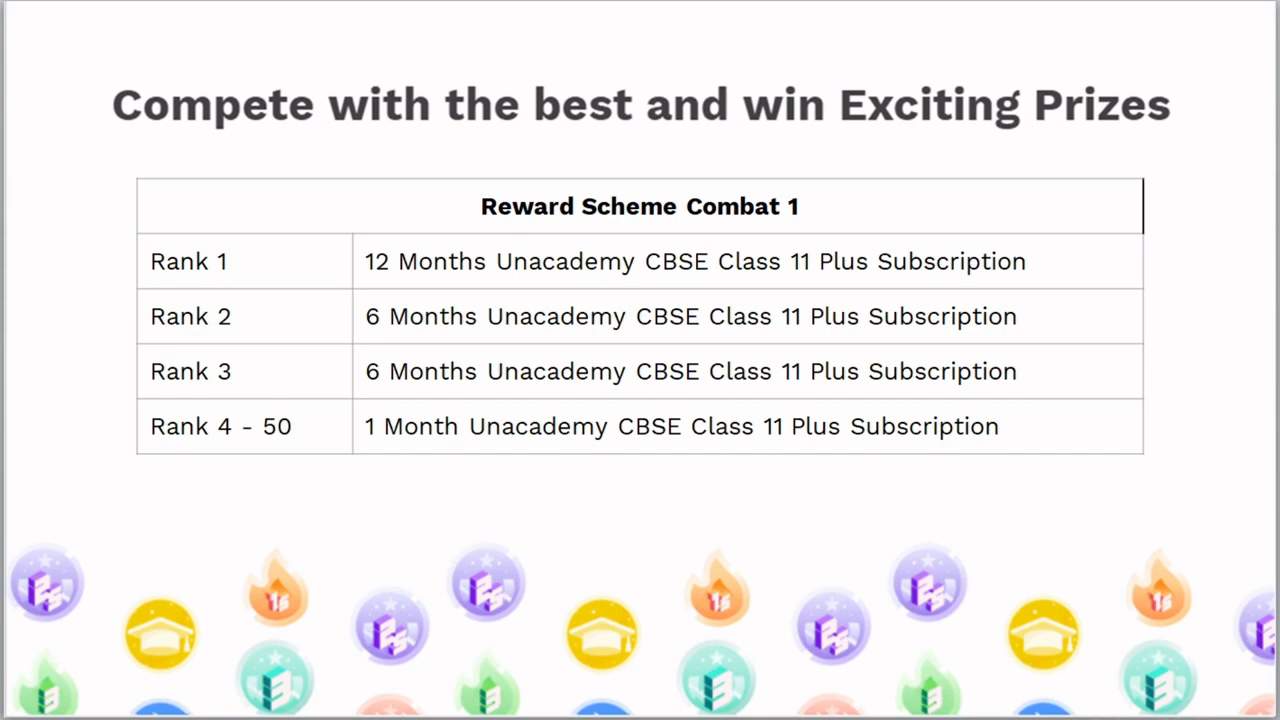 Compete with the best and win Exciting Prizes
Reward Scheme Combat 1
Rank 1 12 Months Unacademy CBSE Class 11 Plus Subscription
Rank 2 6 Months Unacademy CBSE Class 11 Plus Subscription
Rank 3 6 Months Unacademy CBSE Class 11 Plus Subscription
Rank 4 - 50 1 Month Unacademy CBSE Class 11 Plus Subscription